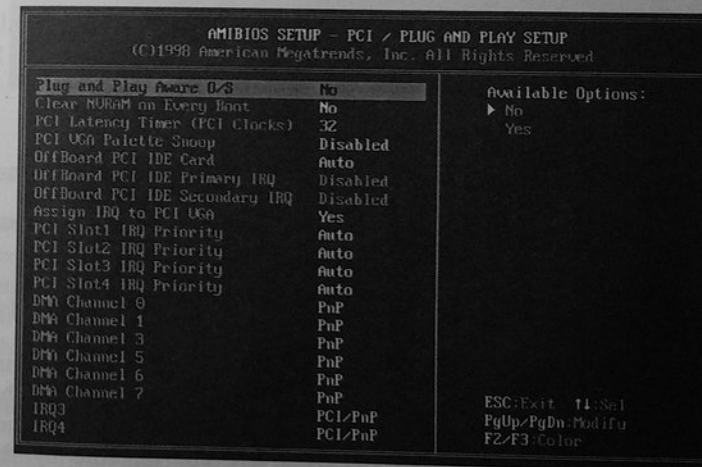 AMIBIOS SETUP - PCI / PLUG AND PLAY SETUP
(C)1998 American Megatrends, Inc. All Rights Reserved
Plug and Play Aware O/S No
Clear NVRAM on Every Boot No
PCI Latency Timer (PCI Clocks) 32
PCI VGA Palette Snoop Disabled
OffBoard PCI IDE Card Auto
OffBoard PCI IDE Primary IRQ Disabled
OffBoard PCI IDE Secondary IRQ Disabled
Assign IRQ to PCI VGA Yes
PCI Slot1 IRQ Priority Auto
PCI Slot2 IRQ Priority Auto
PCI Slot3 IRQ Priority Auto
PCI Slot4 IRQ Priority Auto
DMA Channel 0 PnP
DMA Channel 1 PnP
DMA Channel 3 PnP
DMA Channel 5 PnP
DMA Channel 6 PnP
DMA Channel 7 PnP
IRQ3 PCI/PnP
IRQ4 PCI/PnP
Available Options:
▶ No
Yes
ESC:Exit ↑↓:Sel
PgUp/PgDn:Modify
F2/F3:Color